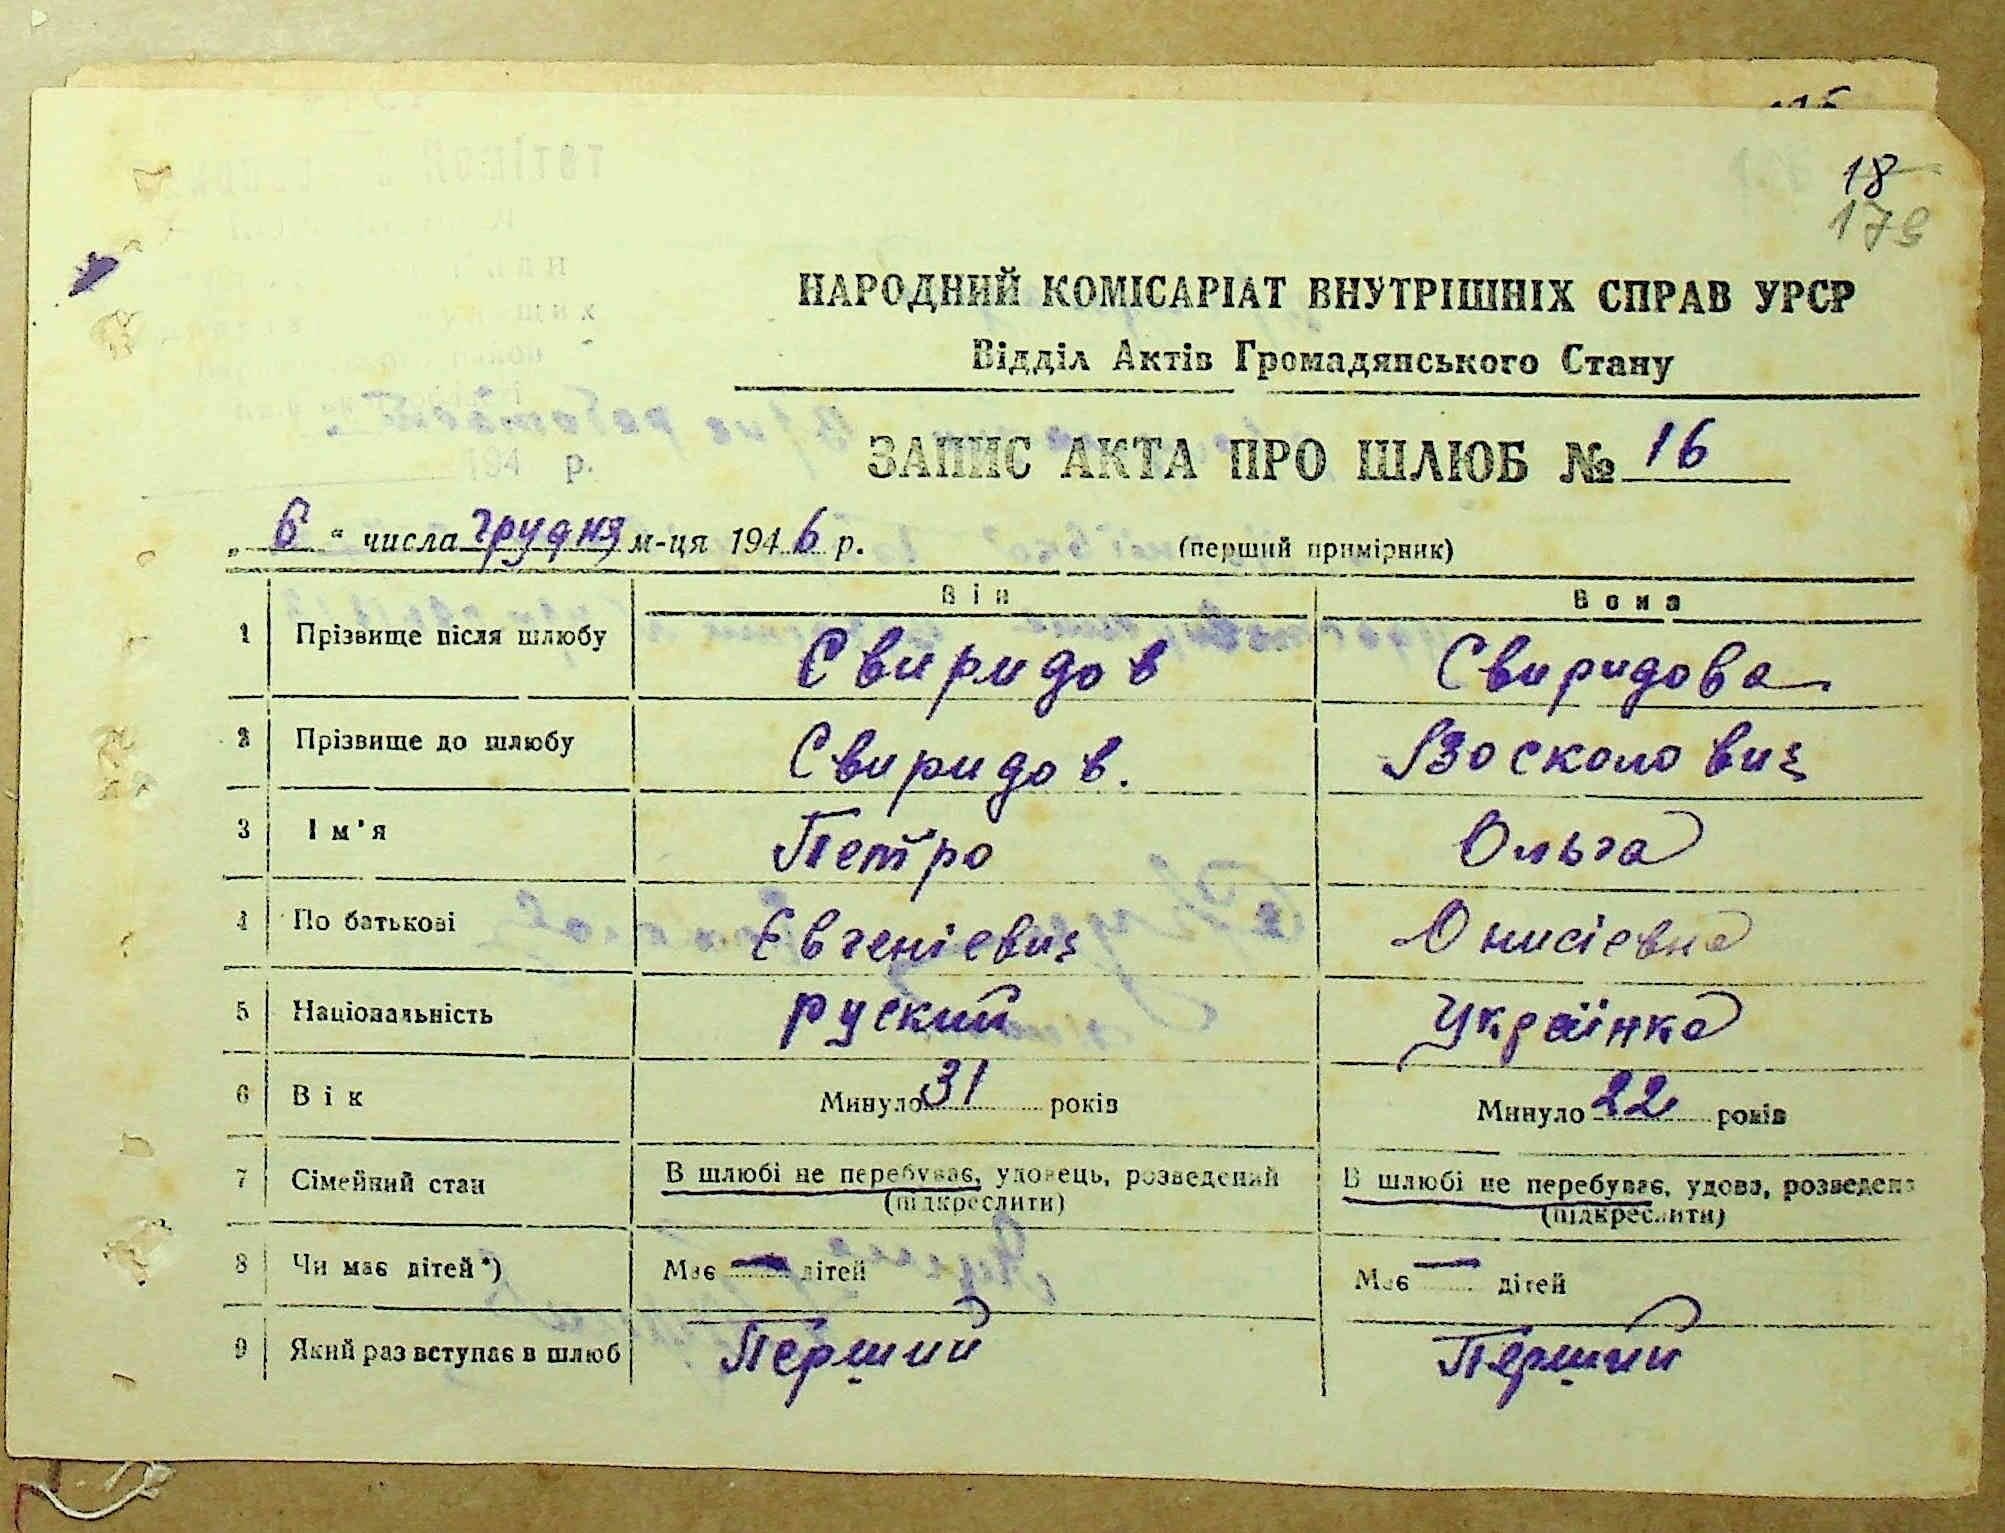 18
179
НАРОДНИЙ КОМІСАРІАТ ВНУТРІШНІХ СПРАВ УРСР
Відділ Актів Громадянського Стану
ЗАПИС АКТА ПРО ШЛЮБ № 16
„ 6 “ числа грудня м-ця 1946 р. (перший примірник)
Він Вона
1 Прізвище після шлюбу Свиридов Свиридова
2 Прізвище до шлюбу Свиридов. Восколович
3 Ім'я Петро Ольга
4 По батькові Євгенієвич Онисієвна
5 Національність руский Українка
6 Вік Минуло 31 років Минуло 22 років
7 Сімейний стан В шлюбі не перебуває, удовець, розведений В шлюбі не перебуває, удова, розведена
(підкреслити) (підкреслити)
8 Чи має дітей*) Має — дітей Має — дітей
9 Який раз вступає в шлюб Перший Перший